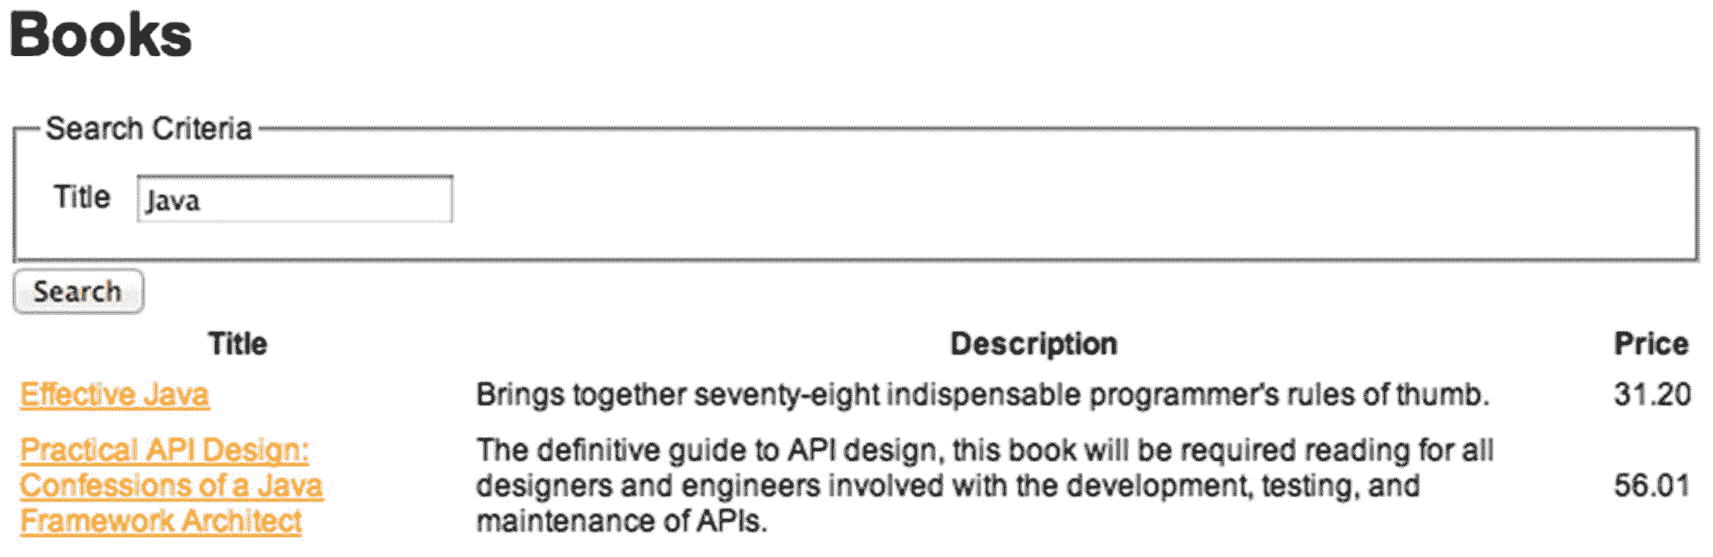 Books
Search Criteria
Title Java
Search
Title Description Price
Effective Java Brings together seventy-eight indispensable programmer's rules of thumb. 31.20
Practical API Design: The definitive guide to API design, this book will be required reading for all
Confessions of a Java designers and engineers involved with the development, testing, and 56.01
Framework Architect maintenance of APIs.